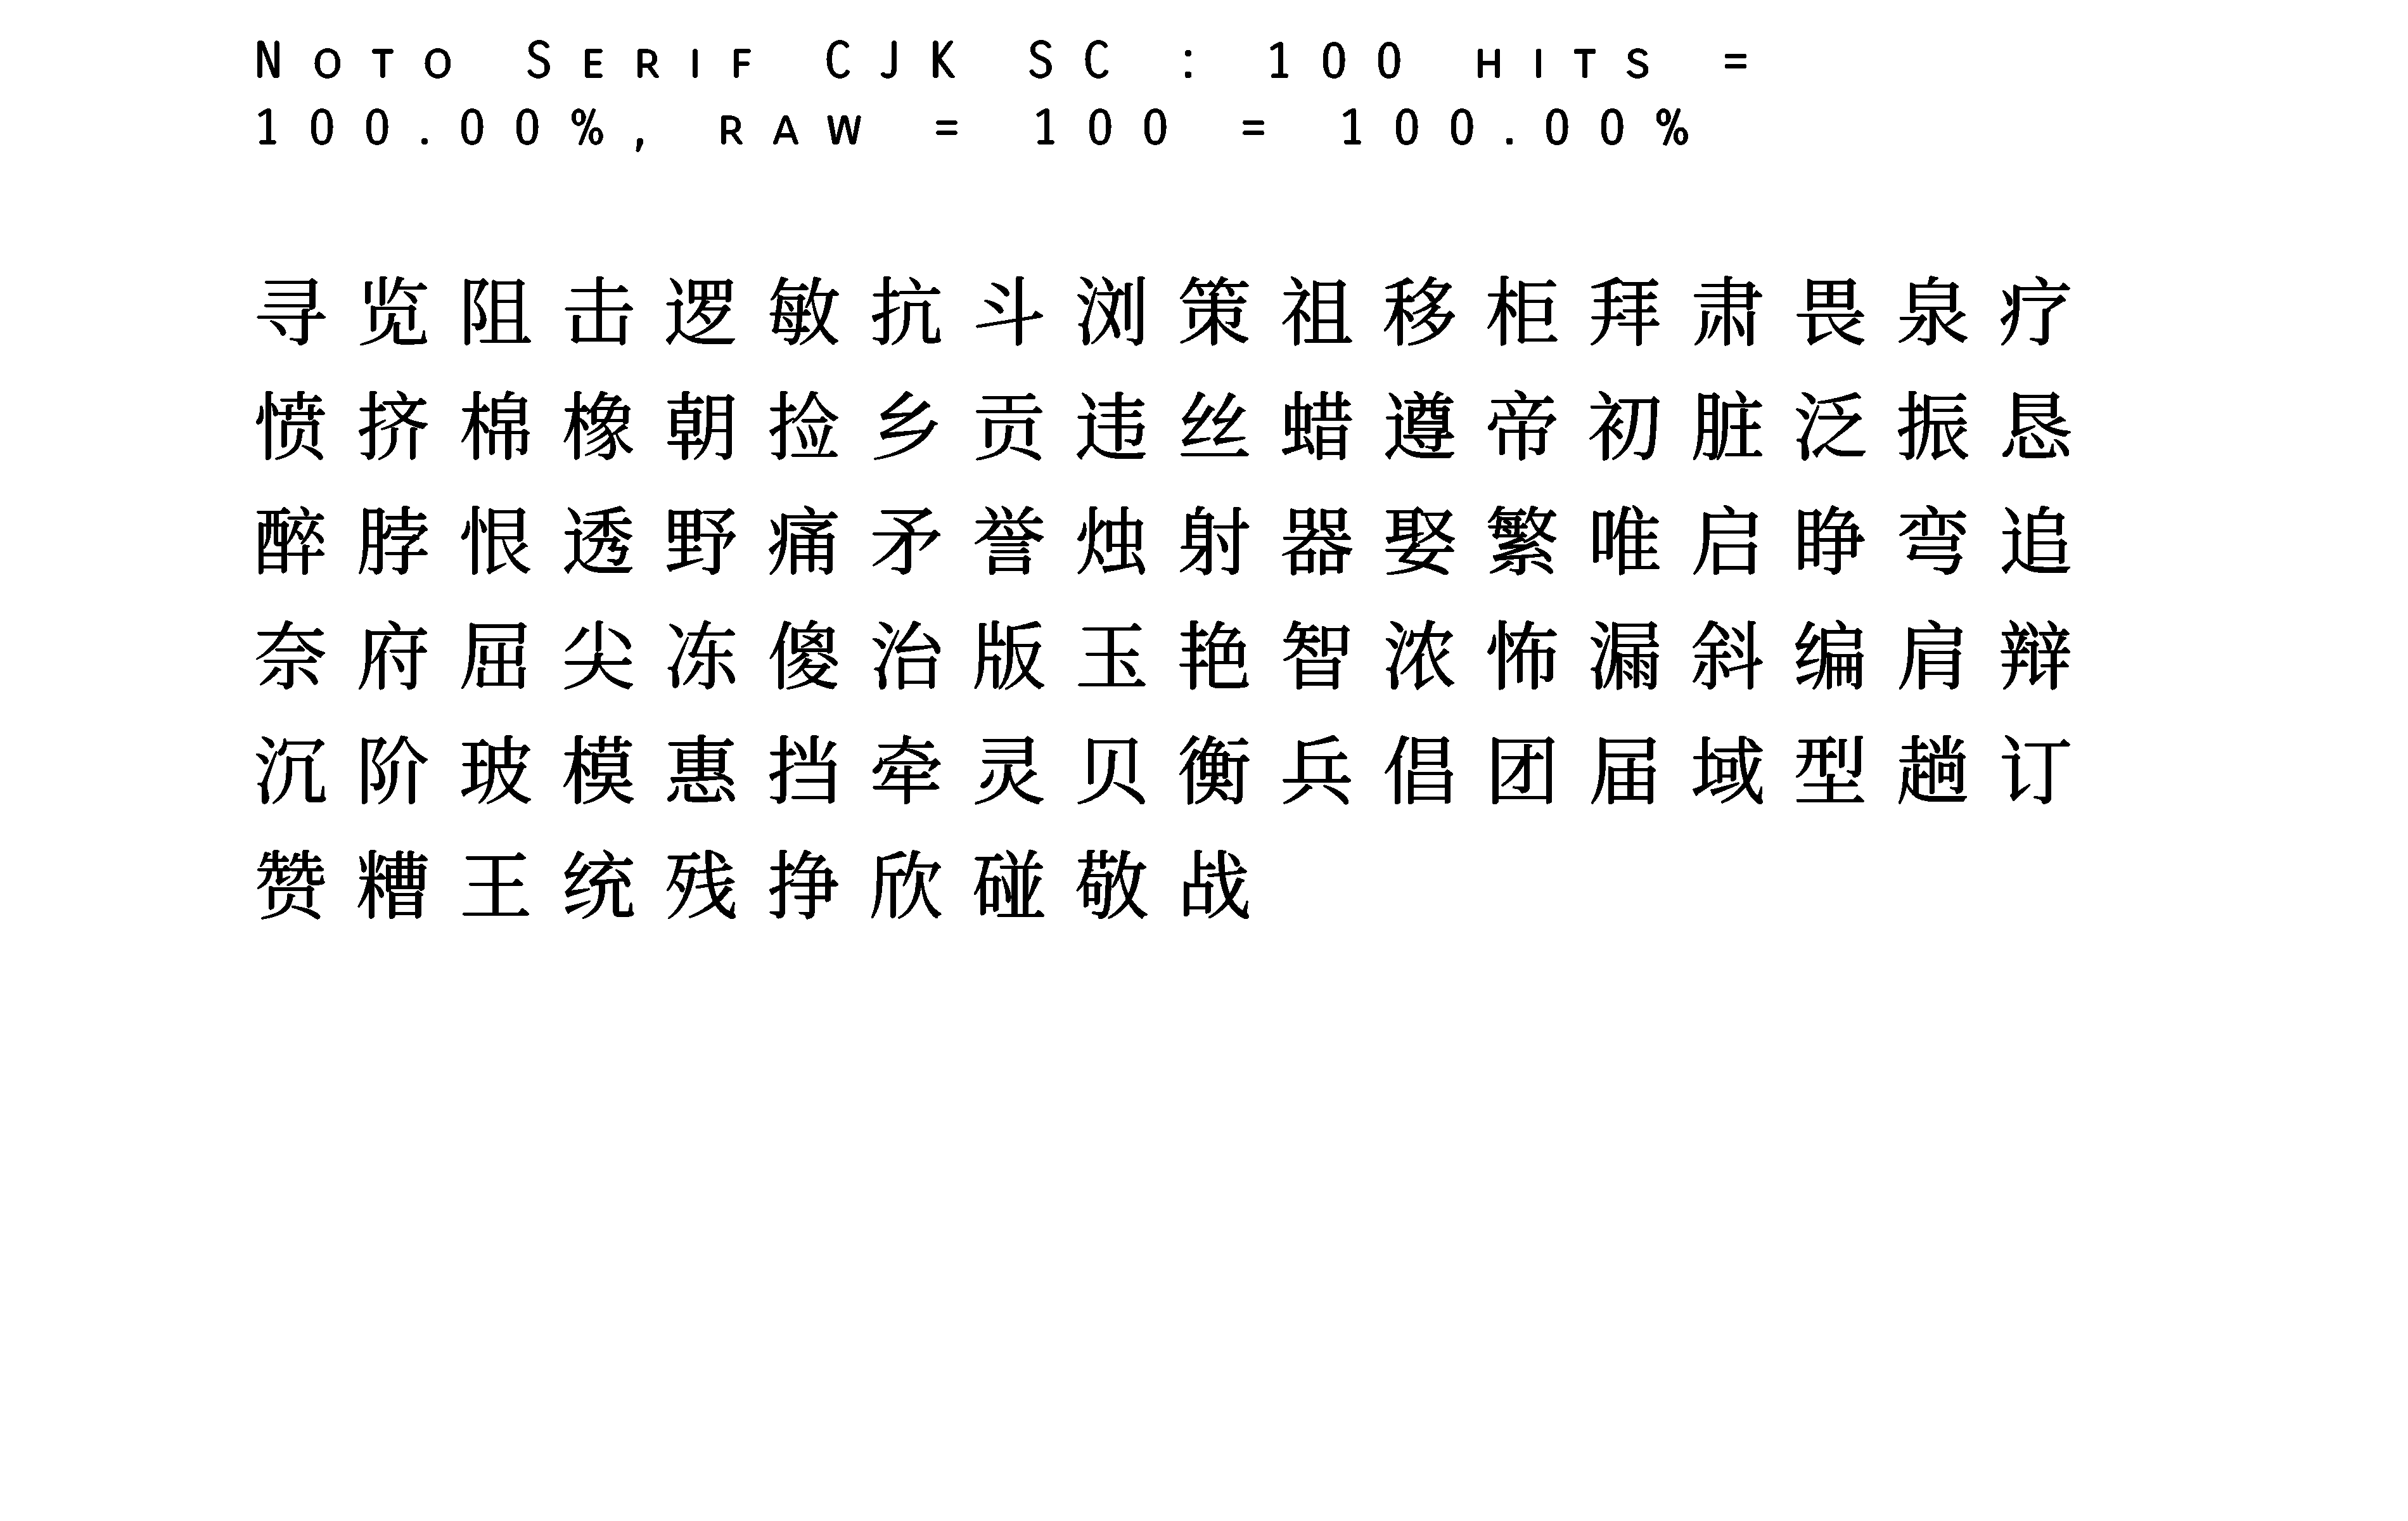 Noto Serif CJK SC : 100 hits =
100.00%, raw = 100 = 100.00%
寻览阻击逻敏抗斗浏策祖移柜拜肃畏泉疗
愤挤棉橡朝捡乡贡违丝蜡遵帝初脏泛振恳
醉脖恨透野痛矛誉烛射器娶繁唯启睁弯追
奈府屈尖冻傻治版玉艳智浓怖漏斜编肩辩
沉阶玻模惠挡牵灵贝衡兵倡团届域型趟订
赞糟王统残挣欣碰敬战